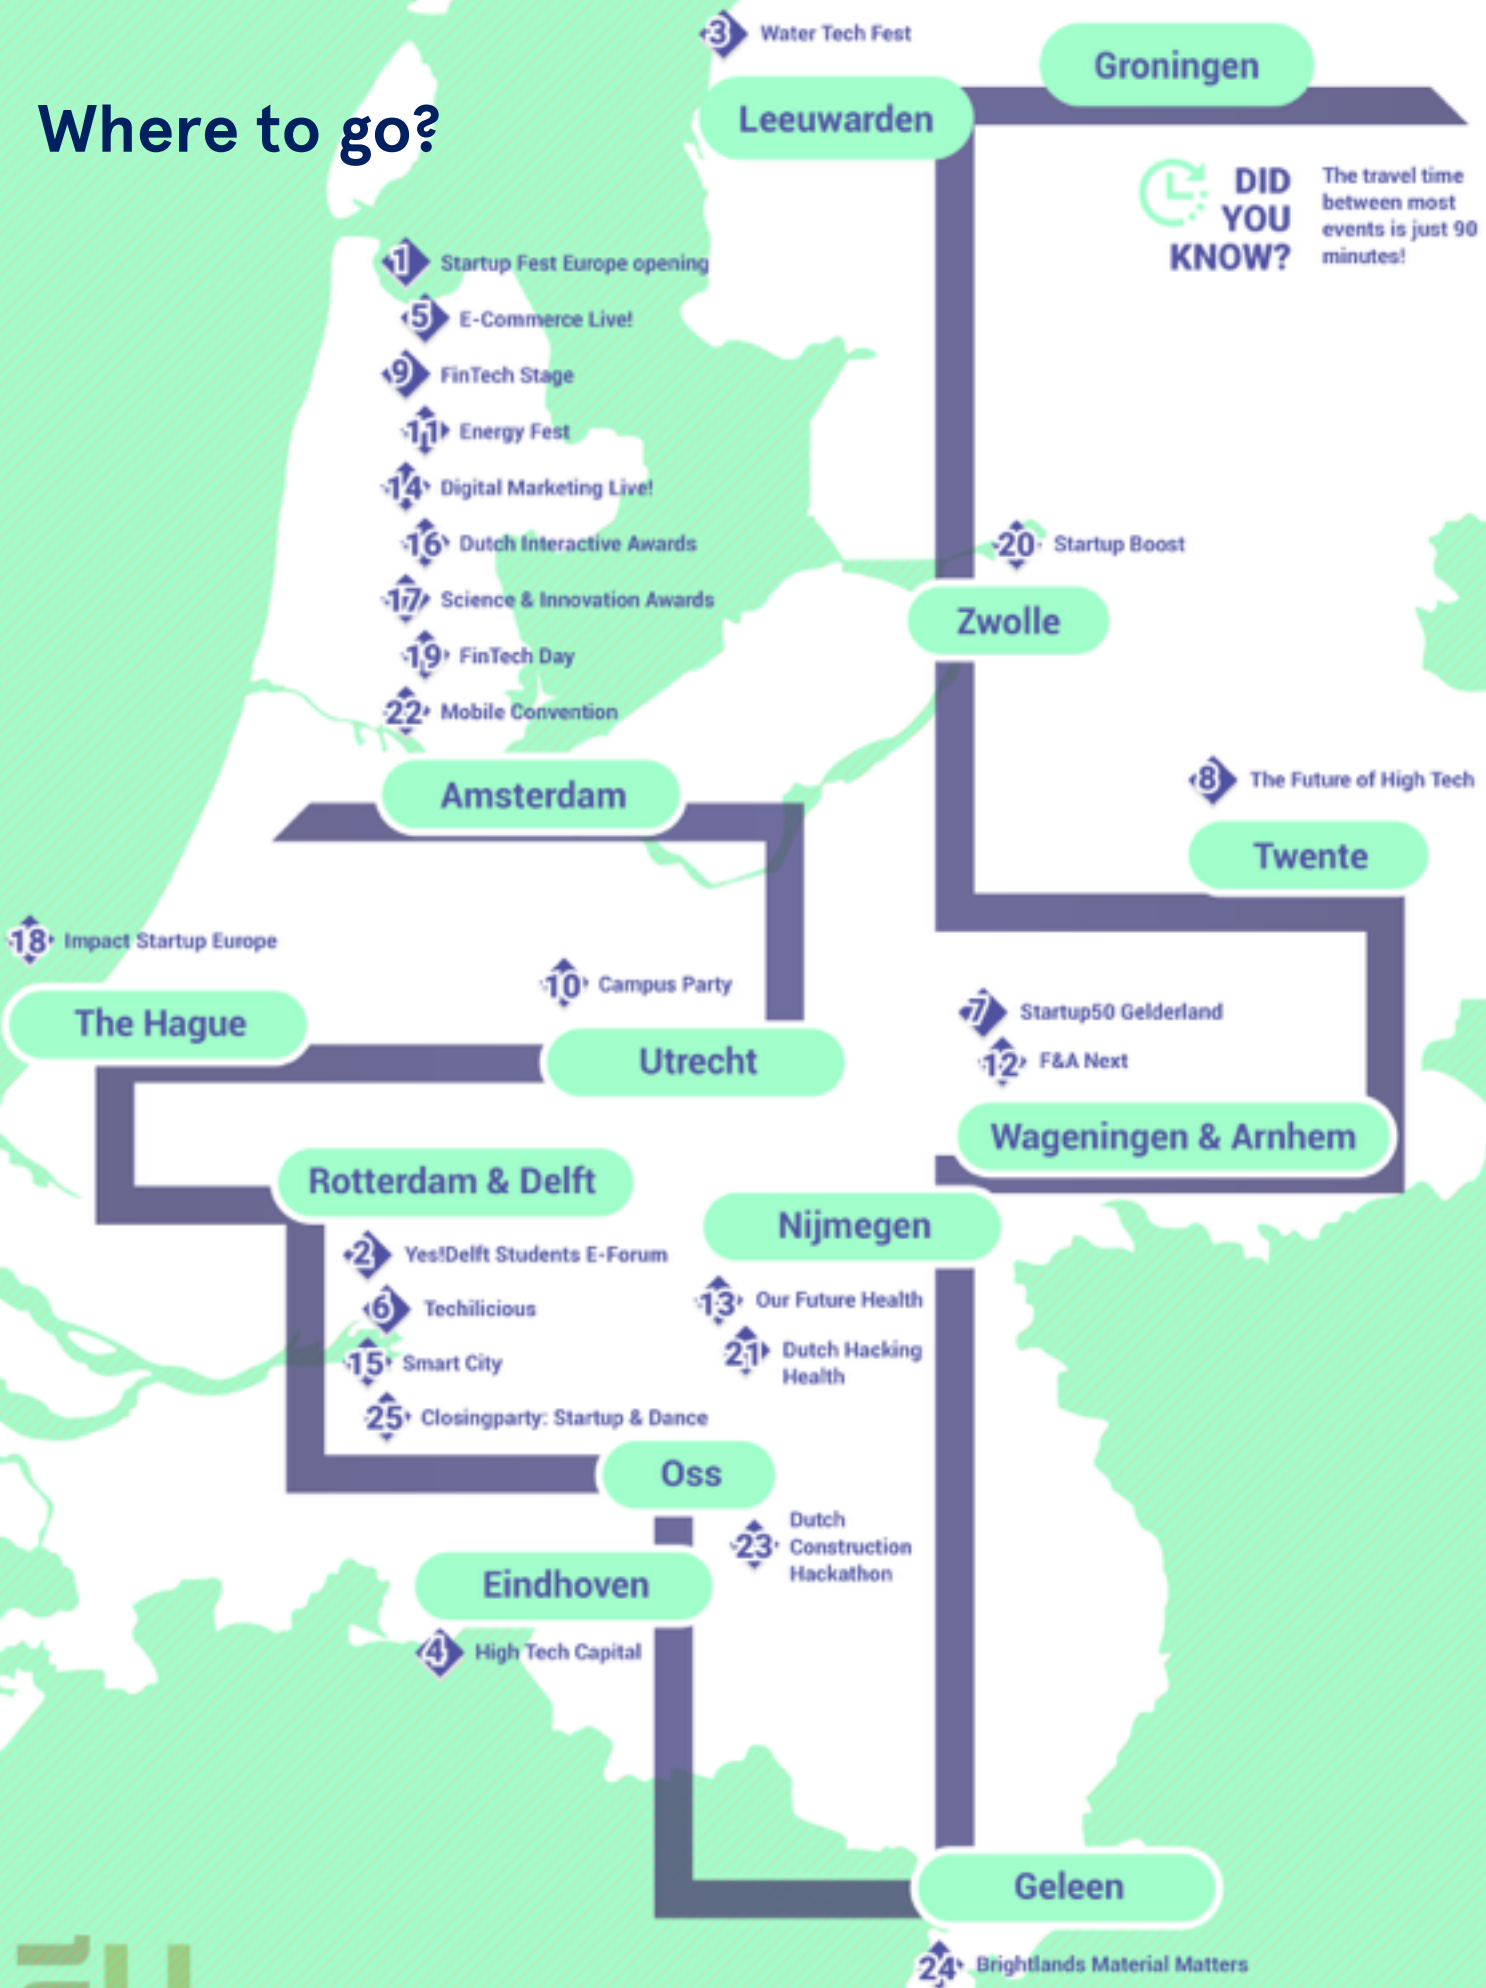 Where to go?
3 Water Tech Fest
Groningen
Leeuwarden
DID
YOU
KNOW?
The travel time
between most
events is just 90
minutes!
1 Startup Fest Europe opening
5 E-Commerce Live!
9 FinTech Stage
11 Energy Fest
14 Digital Marketing Live!
16 Dutch Interactive Awards
17 Science & Innovation Awards
19 FinTech Day
22 Mobile Convention
Amsterdam
20 Startup Boost
Zwolle
8 The Future of High Tech
Twente
18 Impact Startup Europe
The Hague
10 Campus Party
Utrecht
7 Startup50 Gelderland
12 F&A Next
Wageningen & Arnhem
Rotterdam & Delft
2 Yes!Delft Students E-Forum
6 Techilicious
15 Smart City
25 Closingparty: Startup & Dance
Nijmegen
13 Our Future Health
21 Dutch Hacking
Health
Oss
23 Dutch
Construction
Hackathon
Eindhoven
4 High Tech Capital
Geleen
24 Brightlands Material Matters